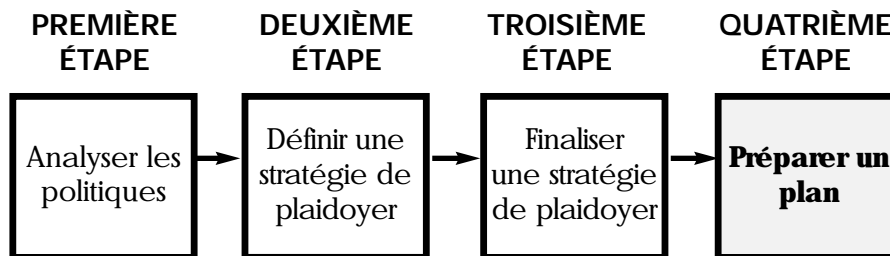 PREMIÈRE
ÉTAPE
DEUXIÈME
ÉTAPE
TROISIÈME
ÉTAPE
QUATRIÈME
ÉTAPE
Analyser les
politiques
Définir une
stratégie de
plaidoyer
Finaliser
une stratégie
de plaidoyer
Préparer un
plan